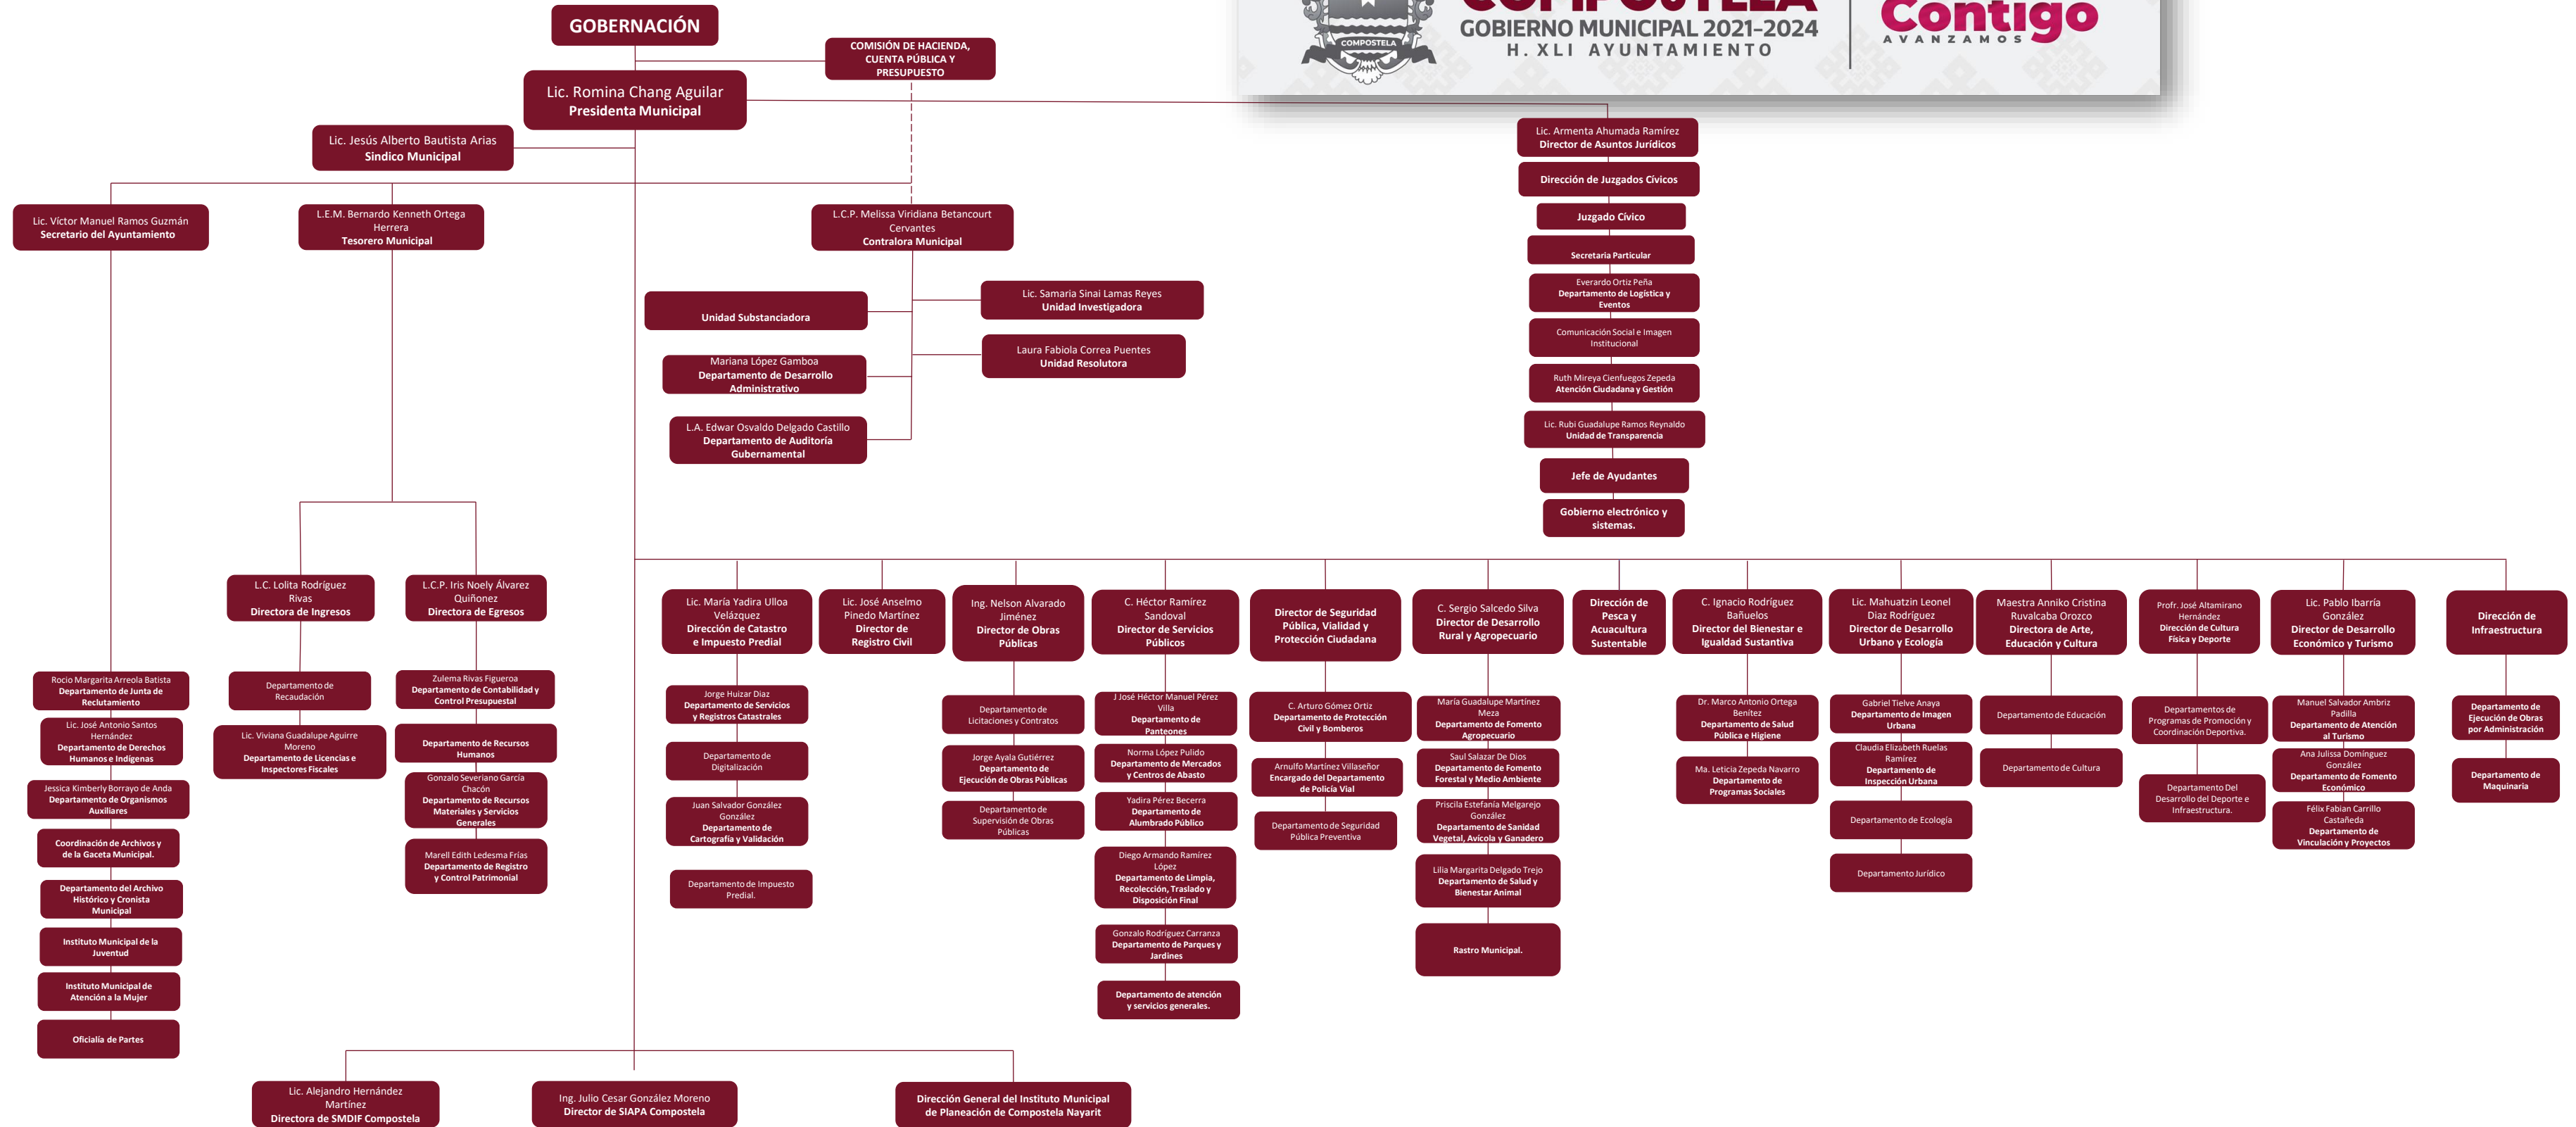 GOBERNACIÓN
COMISIÓN DE HACIENDA,
CUENTA PÚBLICA Y
PRESUPUESTO
COMPOSTELA
COMPOSTELA
GOBIERNO MUNICIPAL 2021-2024
H. XLI AYUNTAMIENTO
Contigo
AVANZAMOS
Lic. Romina Chang Aguilar
Presidenta Municipal
Lic. Jesús Alberto Bautista Arias
Sindico Municipal
Lic. Víctor Manuel Ramos Guzmán
Secretario del Ayuntamiento
L.E.M. Bernardo Kenneth Ortega
Herrera
Tesorero Municipal
L.C.P. Melissa Viridiana Betancourt
Cervantes
Contralora Municipal
Unidad Substanciadora
Lic. Samaria Sinai Lamas Reyes
Unidad Investigadora
Mariana López Gamboa
Departamento de Desarrollo
Administrativo
Laura Fabiola Correa Puentes
Unidad Resolutora
L.A. Edwar Osvaldo Delgado Castillo
Departamento de Auditoría
Gubernamental
Lic. Armenta Ahumada Ramírez
Director de Asuntos Jurídicos
Dirección de Juzgados Cívicos
Juzgado Cívico
Secretaria Particular
Everardo Ortiz Peña
Departamento de Logística y
Eventos
Comunicación Social e Imagen
Institucional
Ruth Mireya Cienfuegos Zepeda
Atención Ciudadana y Gestión
Lic. Rubi Guadalupe Ramos Reynaldo
Unidad de Transparencia
Jefe de Ayudantes
Gobierno electrónico y
sistemas.
L.C. Lolita Rodríguez
Rivas
Directora de Ingresos
L.C.P. Iris Noely Álvarez
Quiñonez
Directora de Egresos
Lic. María Yadira Ulloa
Velázquez
Dirección de Catastro
e Impuesto Predial
Lic. José Anselmo
Pinedo Martínez
Director de
Registro Civil
Ing. Nelson Alvarado
Jiménez
Director de Obras
Públicas
C. Héctor Ramírez
Sandoval
Director de Servicios
Públicos
Director de Seguridad
Pública, Vialidad y
Protección Ciudadana
C. Sergio Salcedo Silva
Director de Desarrollo
Rural y Agropecuario
Dirección de
Pesca y
Acuacultura
Sustentable
C. Ignacio Rodríguez
Bañuelos
Director del Bienestar e
Igualdad Sustantiva
Lic. Mahuatzin Leonel
Diaz Rodríguez
Director de Desarrollo
Urbano y Ecología
Maestra Anniko Cristina
Ruvalcaba Orozco
Directora de Arte,
Educación y Cultura
Profr. José Altamirano
Hernández
Dirección de Cultura
Física y Deporte
Lic. Pablo Ibarría
González
Director de Desarrollo
Económico y Turismo
Dirección de
Infraestructura
Rocio Margarita Arreola Batista
Departamento de Junta de
Reclutamiento
Lic. José Antonio Santos
Hernández
Departamento de Derechos
Humanos e Indígenas
Jessica Kimberly Borrayo de Anda
Departamento de Organismos
Auxiliares
Coordinación de Archivos y
de la Gaceta Municipal.
Departamento del Archivo
Histórico y Cronista
Municipal
Instituto Municipal de la
Juventud
Instituto Municipal de
Atención a la Mujer
Oficialía de Partes
Departamento de
Recaudación
Lic. Viviana Guadalupe Aguirre
Moreno
Departamento de Licencias e
Inspectores Fiscales
Zulema Rivas Figueroa
Departamento de Contabilidad y
Control Presupuestal
Departamento de Recursos
Humanos
Gonzalo Severiano García
Chacón
Departamento de Recursos
Materiales y Servicios
Generales
Marell Edith Ledesma Frías
Departamento de Registro
y Control Patrimonial
Jorge Huizar Diaz
Departamento de Servicios
y Registros Catastrales
Departamento de
Digitalización
Juan Salvador González
González
Departamento de
Cartografía y Validación
Departamento de Impuesto
Predial.
Departamento de
Licitaciones y Contratos
Jorge Ayala Gutiérrez
Departamento de
Ejecución de Obras Públicas
Departamento de
Supervisión de Obras
Públicas
J José Héctor Manuel Pérez
Villa
Departamento de
Panteones
Norma López Pulido
Departamento de Mercados
y Centros de Abasto
Yadira Pérez Becerra
Departamento de
Alumbrado Público
Diego Armando Ramírez
López
Departamento de Limpia,
Recolección, Traslado y
Disposición Final
Gonzalo Rodríguez Carranza
Departamento de Parques y
Jardines
Departamento de atención
y servicios generales.
C. Arturo Gómez Ortiz
Departamento de Protección
Civil y Bomberos
Arnulfo Martínez Villaseñor
Encargado del Departamento
de Policía Vial
Departamento de Seguridad
Pública Preventiva
María Guadalupe Martínez
Meza
Departamento de Fomento
Agropecuario
Saul Salazar De Dios
Departamento de Fomento
Forestal y Medio Ambiente
Priscila Estefanía Melgarejo
González
Departamento de Sanidad
Vegetal, Avícola y Ganadero
Lilia Margarita Delgado Trejo
Departamento de Salud y
Bienestar Animal
Rastro Municipal.
Dr. Marco Antonio Ortega
Benítez
Departamento de Salud
Pública e Higiene
Ma. Leticia Zepeda Navarro
Departamento de
Programas Sociales
Gabriel Tielve Anaya
Departamento de Imagen
Urbana
Claudia Elizabeth Ruelas
Ramírez
Departamento de
Inspección Urbana
Departamento de Ecología
Departamento Jurídico
Departamento de Educación
Departamento de Cultura
Departamentos de
Programas de Promoción y
Coordinación Deportiva.
Departamento Del
Desarrollo del Deporte e
Infraestructura.
Manuel Salvador Ambriz
Padilla
Departamento de Atención
al Turismo
Ana Julissa Domínguez
González
Departamento de Fomento
Económico
Félix Fabian Carrillo
Castañeda
Departamento de
Vinculación y Proyectos
Departamento de
Ejecución de Obras
por Administración
Departamento de
Maquinaria
Lic. Alejandro Hernández
Martínez
Directora de SMDIF Compostela
Ing. Julio Cesar González Moreno
Director de SIAPA Compostela
Dirección General del Instituto Municipal
de Planeación de Compostela Nayarit